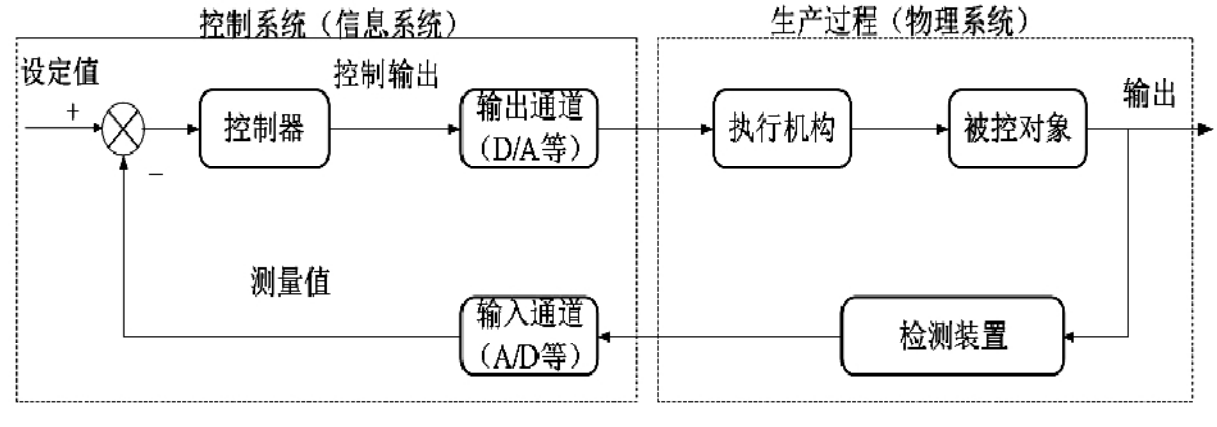 控制系统（信息系统）
生产过程（物理系统）
设定值
+
控制输出
输出
控制器
输出通道
（D/A等）
执行机构
被控对象
−
测量值
输入通道
（A/D等）
检测装置